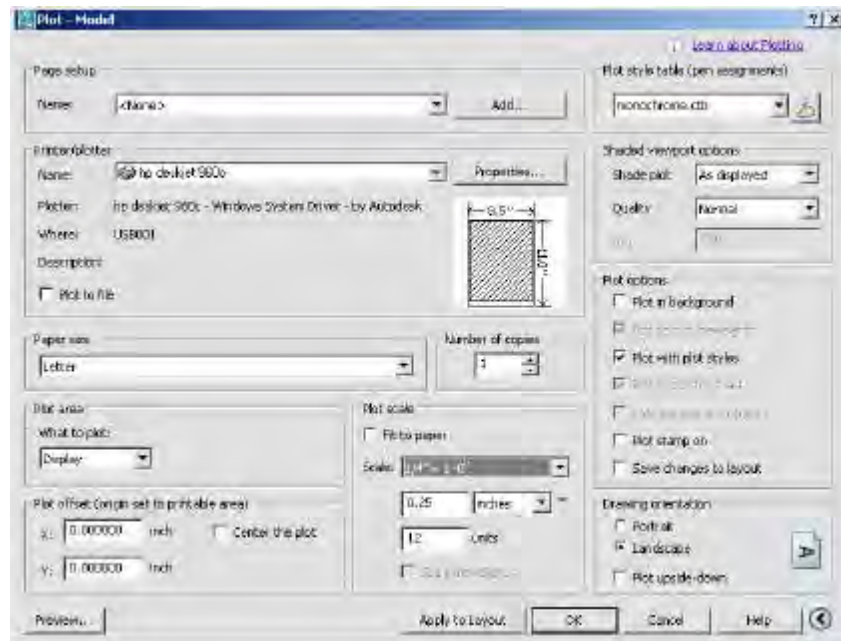 Plot - Model
Learn about Plotting
Page setup
Name:
<None>
Add...
Plot style table (pen assignments)
monochrome.ctb
Printer/plotter
Name:
hp deskjet 960c
Properties...
Plotter:
hp deskjet 960c - Windows System Driver - by Autodesk
Where:
USB001
Description:
Plot to file
8.5''
11.0''
Shaded viewport options
Shade plot:
As displayed
Quality
Normal
Paper size
Letter
Number of copies
1
Plot options
Plot in background
Plot with plot styles
Plot stamp on
Save changes to layout
Plot area
What to plot:
Display
Plot scale
Fit to paper
Scale:
1/4"= 1'-0"
0.25
inches
=
12
units
Plot offset (origin set to printable area)
X:
0.000000
inch
Center the plot
Y:
0.000000
inch
Drawing orientation
Portrait
Landscape
Plot upside-down
A
Preview...
Apply to Layout
OK
Cancel
Help